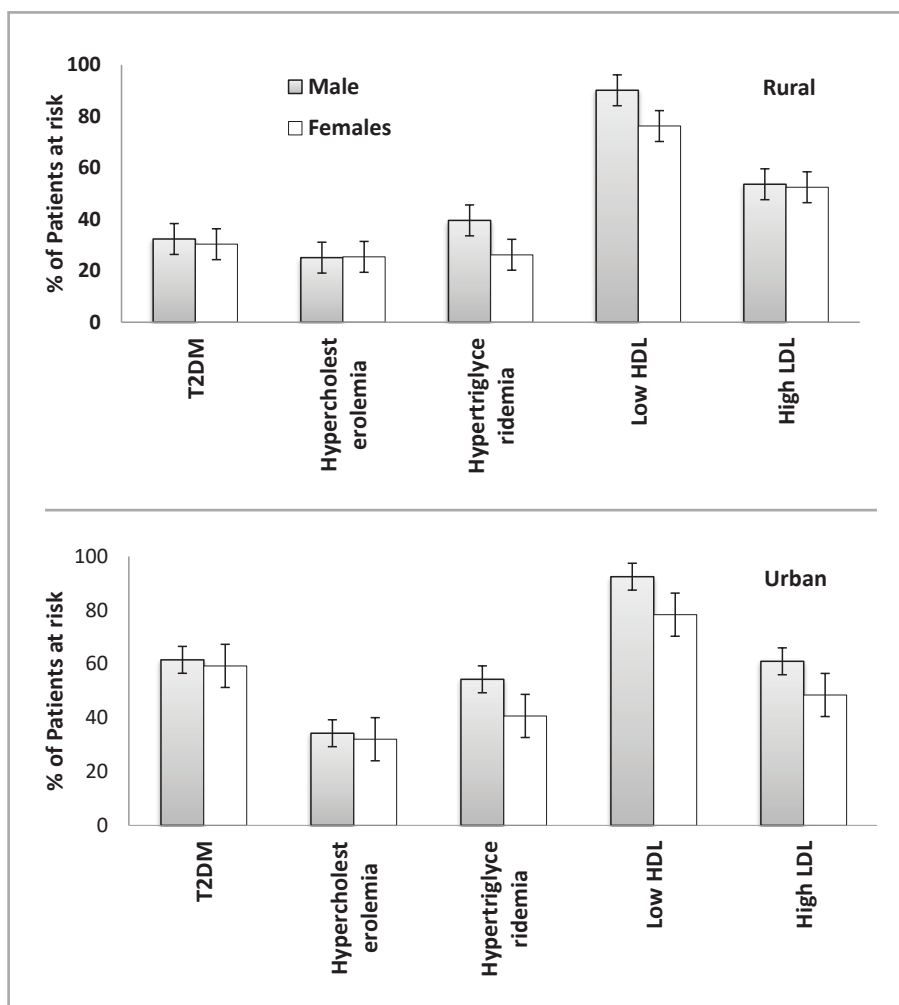 100
80
60
40
20
0
% of Patients at risk
Male
Females
Rural
T2DM
Hypercholest
erolemia
Hypertriglyce
ridemia
Low HDL
High LDL
100
80
60
40
20
0
% of Patients at risk
Urban
T2DM
Hypercholest
erolemia
Hypertriglyce
ridemia
Low HDL
High LDL